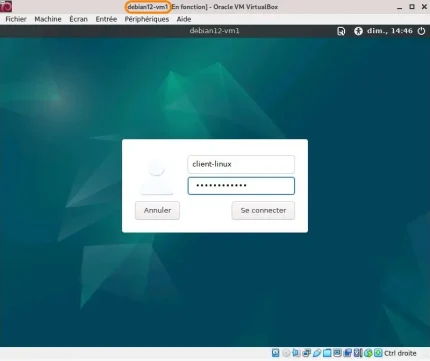 debian12-vm1 [En fonction] - Oracle VM VirtualBox
Fichier Machine Écran Entrée Périphériques Aide
debian12-vm1 dim., 14:46
client-linux
••••••••••••
Annuler Se connecter
Ctrl droite